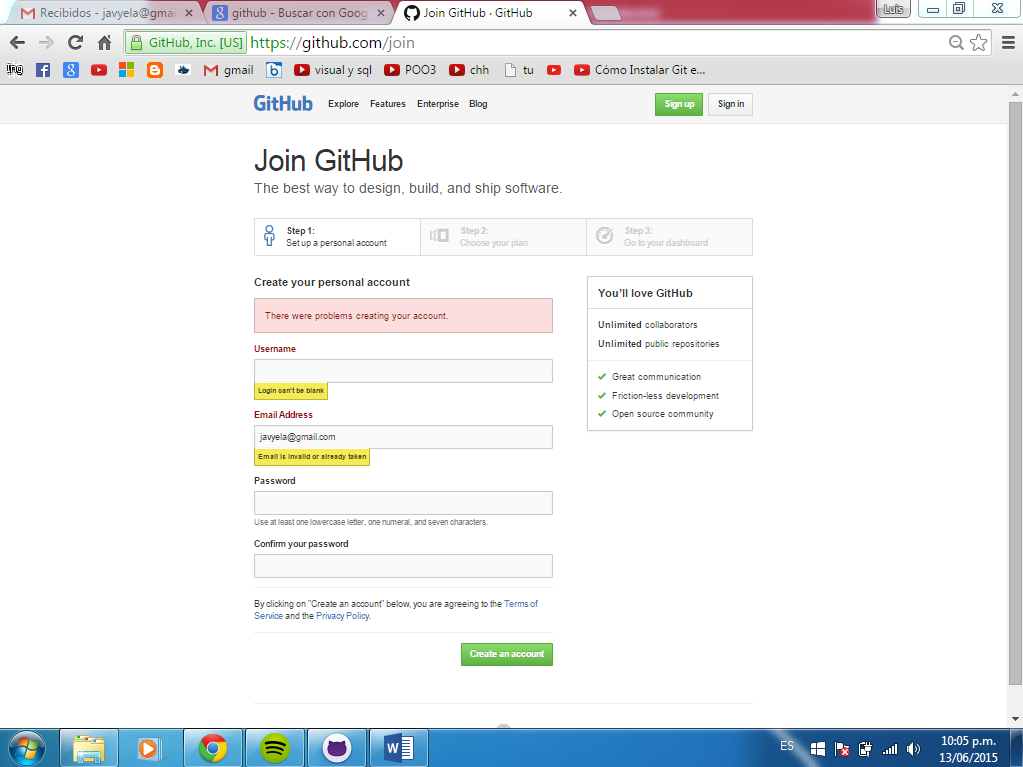 Recibidos - javyela@gmai
github - Buscar con Goog
Join GitHub · GitHub
Luis
GitHub, Inc. [US] https://github.com/join
gmail
visual y sql
POO3
chh
tu
Cómo Instalar Git e...
GitHub
Explore
Features
Enterprise
Blog
Sign up
Sign in
Join GitHub
The best way to design, build, and ship software.
Step 1:
Set up a personal account
Step 2:
Choose your plan
Step 3:
Go to your dashboard
Create your personal account
There were problems creating your account.
Username
Login can't be blank
Email Address
javyela@gmail.com
Email is invalid or already taken
Password
Use at least one lowercase letter, one numeral, and seven characters.
Confirm your password
By clicking on "Create an account" below, you are agreeing to the Terms of
Service and the Privacy Policy.
Create an account
You'll love GitHub
Unlimited collaborators
Unlimited public repositories
Great communication
Friction-less development
Open source community
ES
10:05 p.m.
13/06/2015